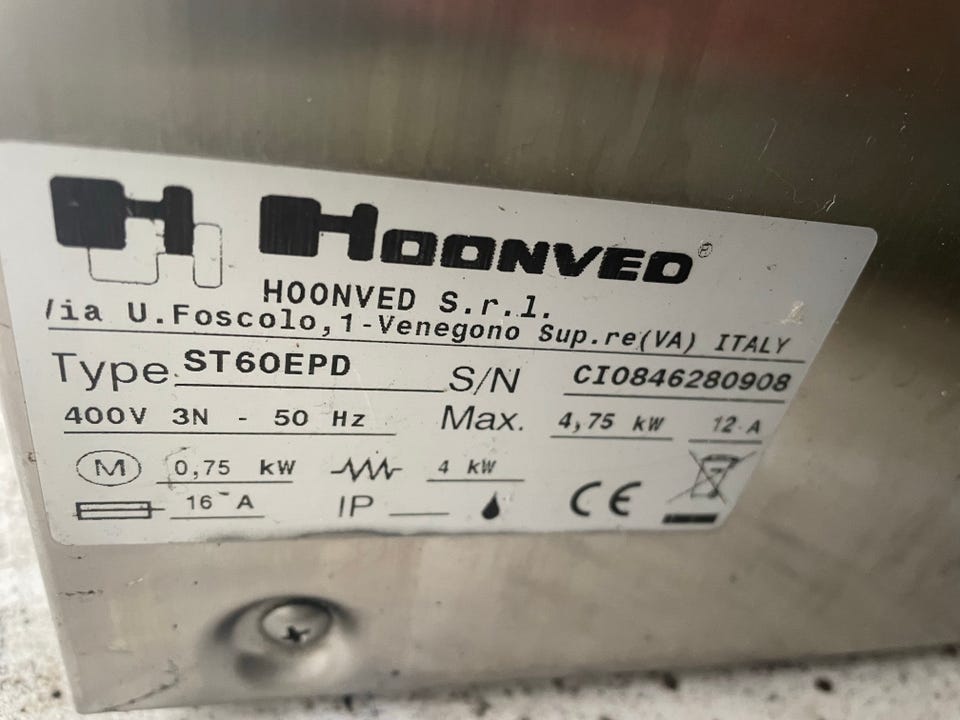 H HOONVED®
HOONVED S.r.l.
Via U.Foscolo,1-Venegono Sup.re(VA) ITALY
Type ST60EPD S/N CI0846280908
400V 3N - 50 Hz Max. 4,75 kW 12 A
M 0,75 kW 4 kW
16 A IP CE